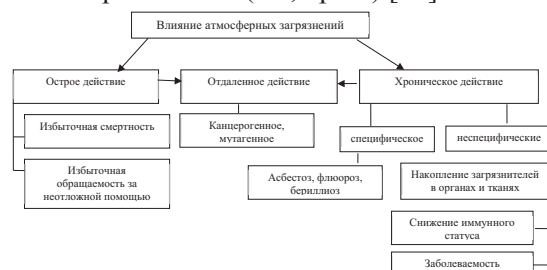 Влияние атмосферных загрязнений
Острое действие
Отдаленное действие
Хроническое действие
Избыточная смертность
Канцерогенное,
мутагенное
специфическое
неспецифические
Избыточная
обращаемость за
неотложной помощью
Асбестоз, флюороз,
бериллиоз
Накопление загрязнителей
в органах и тканях
Снижение иммунного
статуса
Заболеваемость